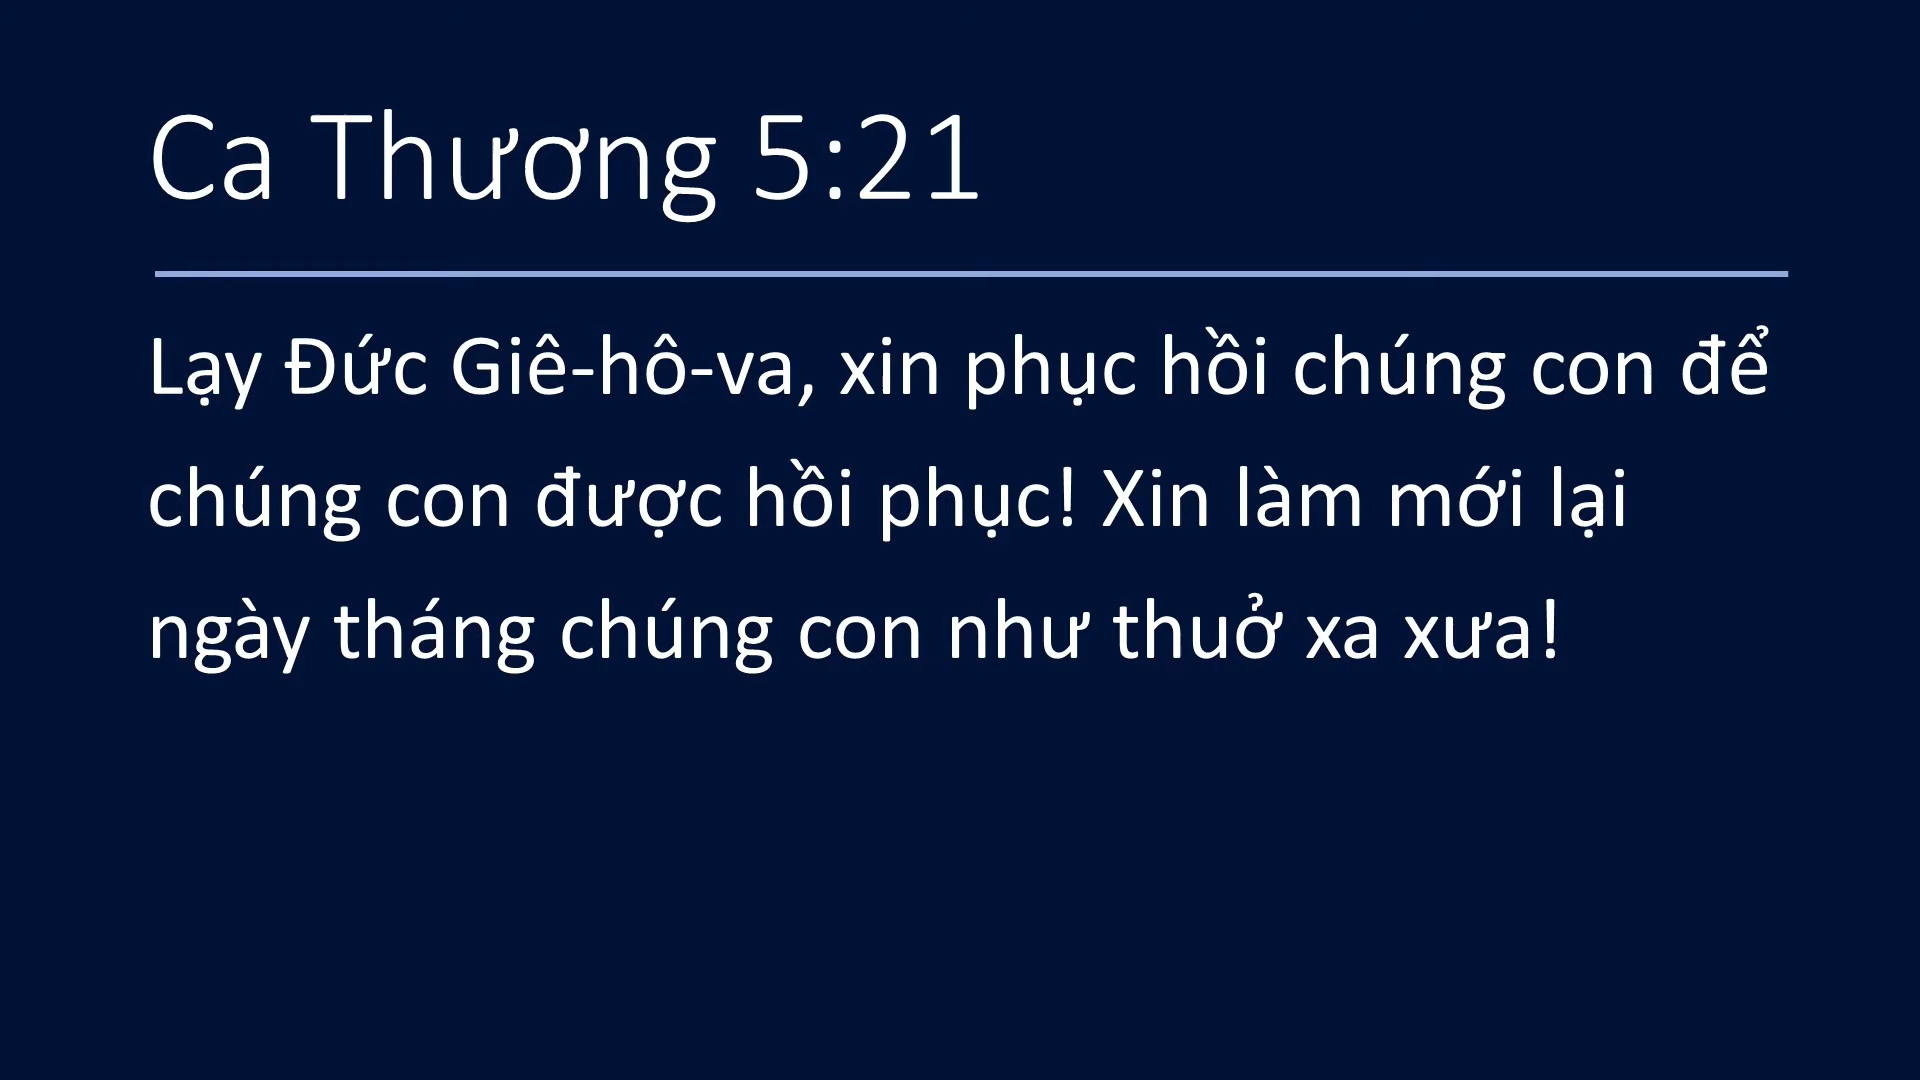 Ca Thương 5:21
Lạy Đức Giê-hô-va, xin phục hồi chúng con để
chúng con được hồi phục! Xin làm mới lại
ngày tháng chúng con như thuở xa xưa!